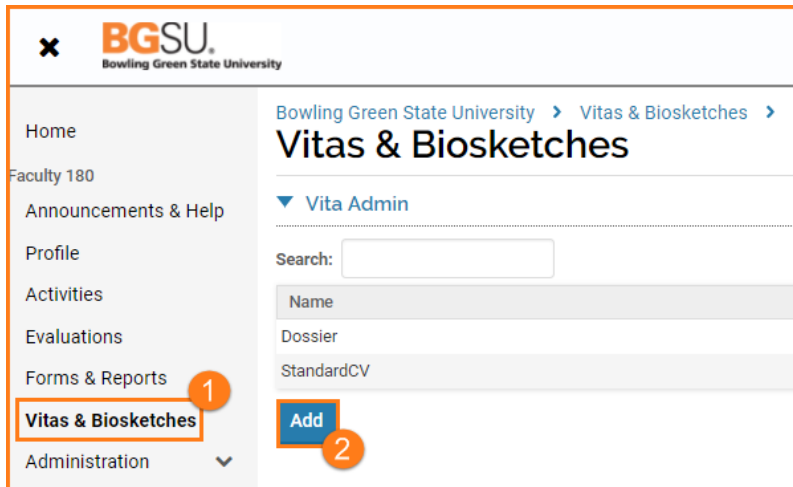 BGSU.
Bowling Green State University
Home
Faculty 180
Announcements & Help
Profile
Activities
Evaluations
Forms & Reports
1
Vitas & Biosketches
Administration
Bowling Green State University > Vitas & Biosketches >
Vitas & Biosketches
Vita Admin
Search:
Name
Dossier
StandardCV
Add
2